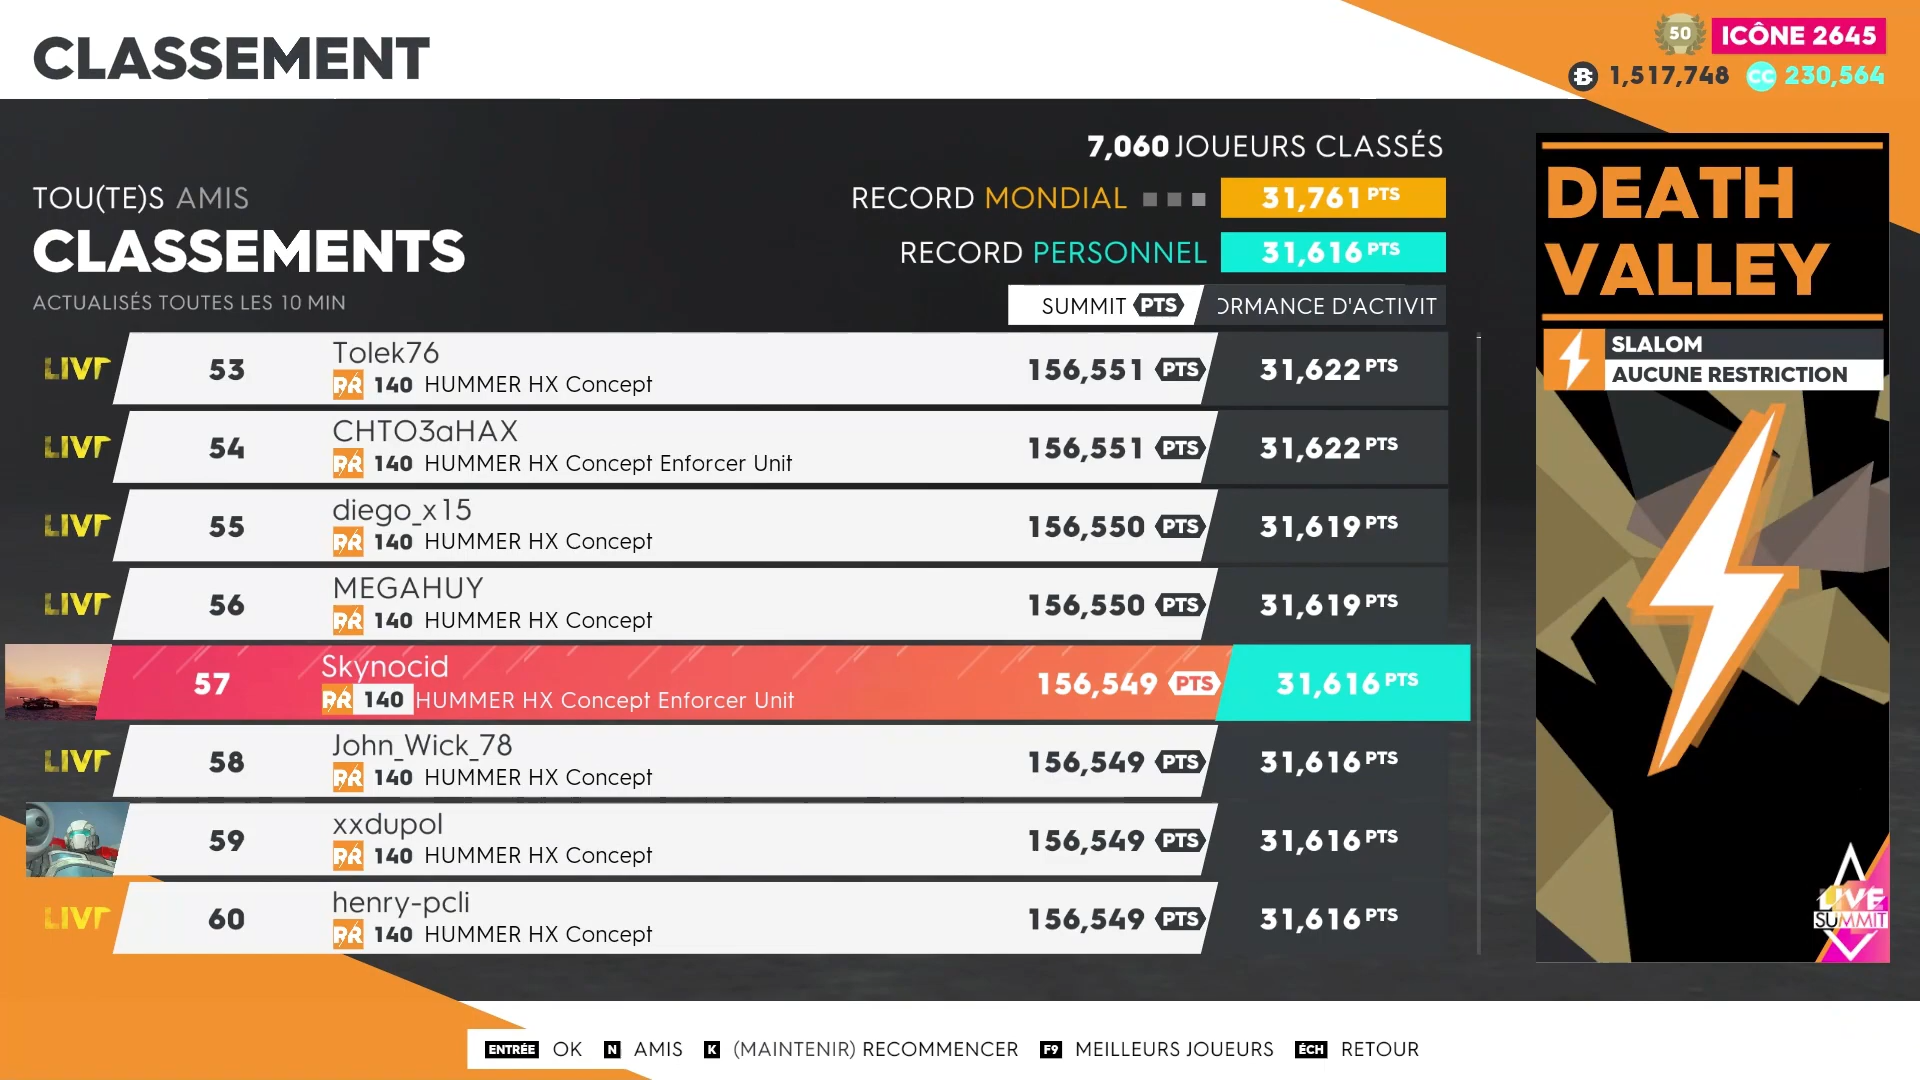 CLASSEMENT
50 ICÔNE 2645
1,517,748 CC 230,564
7,060 JOUEURS CLASSÉS
TOU(TE)S AMIS
RECORD MONDIAL 31,761 PTS
CLASSEMENTS
RECORD PERSONNEL 31,616 PTS
ACTUALISÉS TOUTES LES 10 MIN
SUMMIT PTS ORMANCE D'ACTIVIT
53 Tolek76 156,551 PTS 31,622 PTS
140 HUMMER HX Concept
54 CHTO3aHAX 156,551 PTS 31,622 PTS
140 HUMMER HX Concept Enforcer Unit
55 diego_x15 156,550 PTS 31,619 PTS
140 HUMMER HX Concept
56 MEGAHUY 156,550 PTS 31,619 PTS
140 HUMMER HX Concept
57 Skynocid 156,549 PTS 31,616 PTS
140 HUMMER HX Concept Enforcer Unit
58 John_Wick_78 156,549 PTS 31,616 PTS
140 HUMMER HX Concept
59 xxdupol 156,549 PTS 31,616 PTS
140 HUMMER HX Concept
60 henry-pcli 156,549 PTS 31,616 PTS
140 HUMMER HX Concept
DEATH
VALLEY
SLALOM
AUCUNE RESTRICTION
LIVE
SUMMIT
ENTRÉE OK N AMIS K (MAINTENIR) RECOMMENCER F9 MEILLEURS JOUEURS ÉCH RETOUR